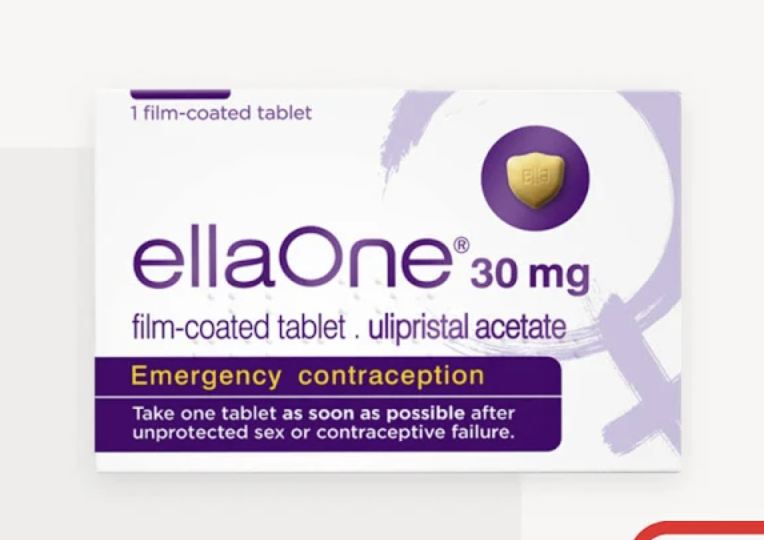 1 film-coated tablet
ella
ellaOne® 30 mg
film-coated tablet . ulipristal acetate
Emergency contraception
Take one tablet as soon as possible after
unprotected sex or contraceptive failure.